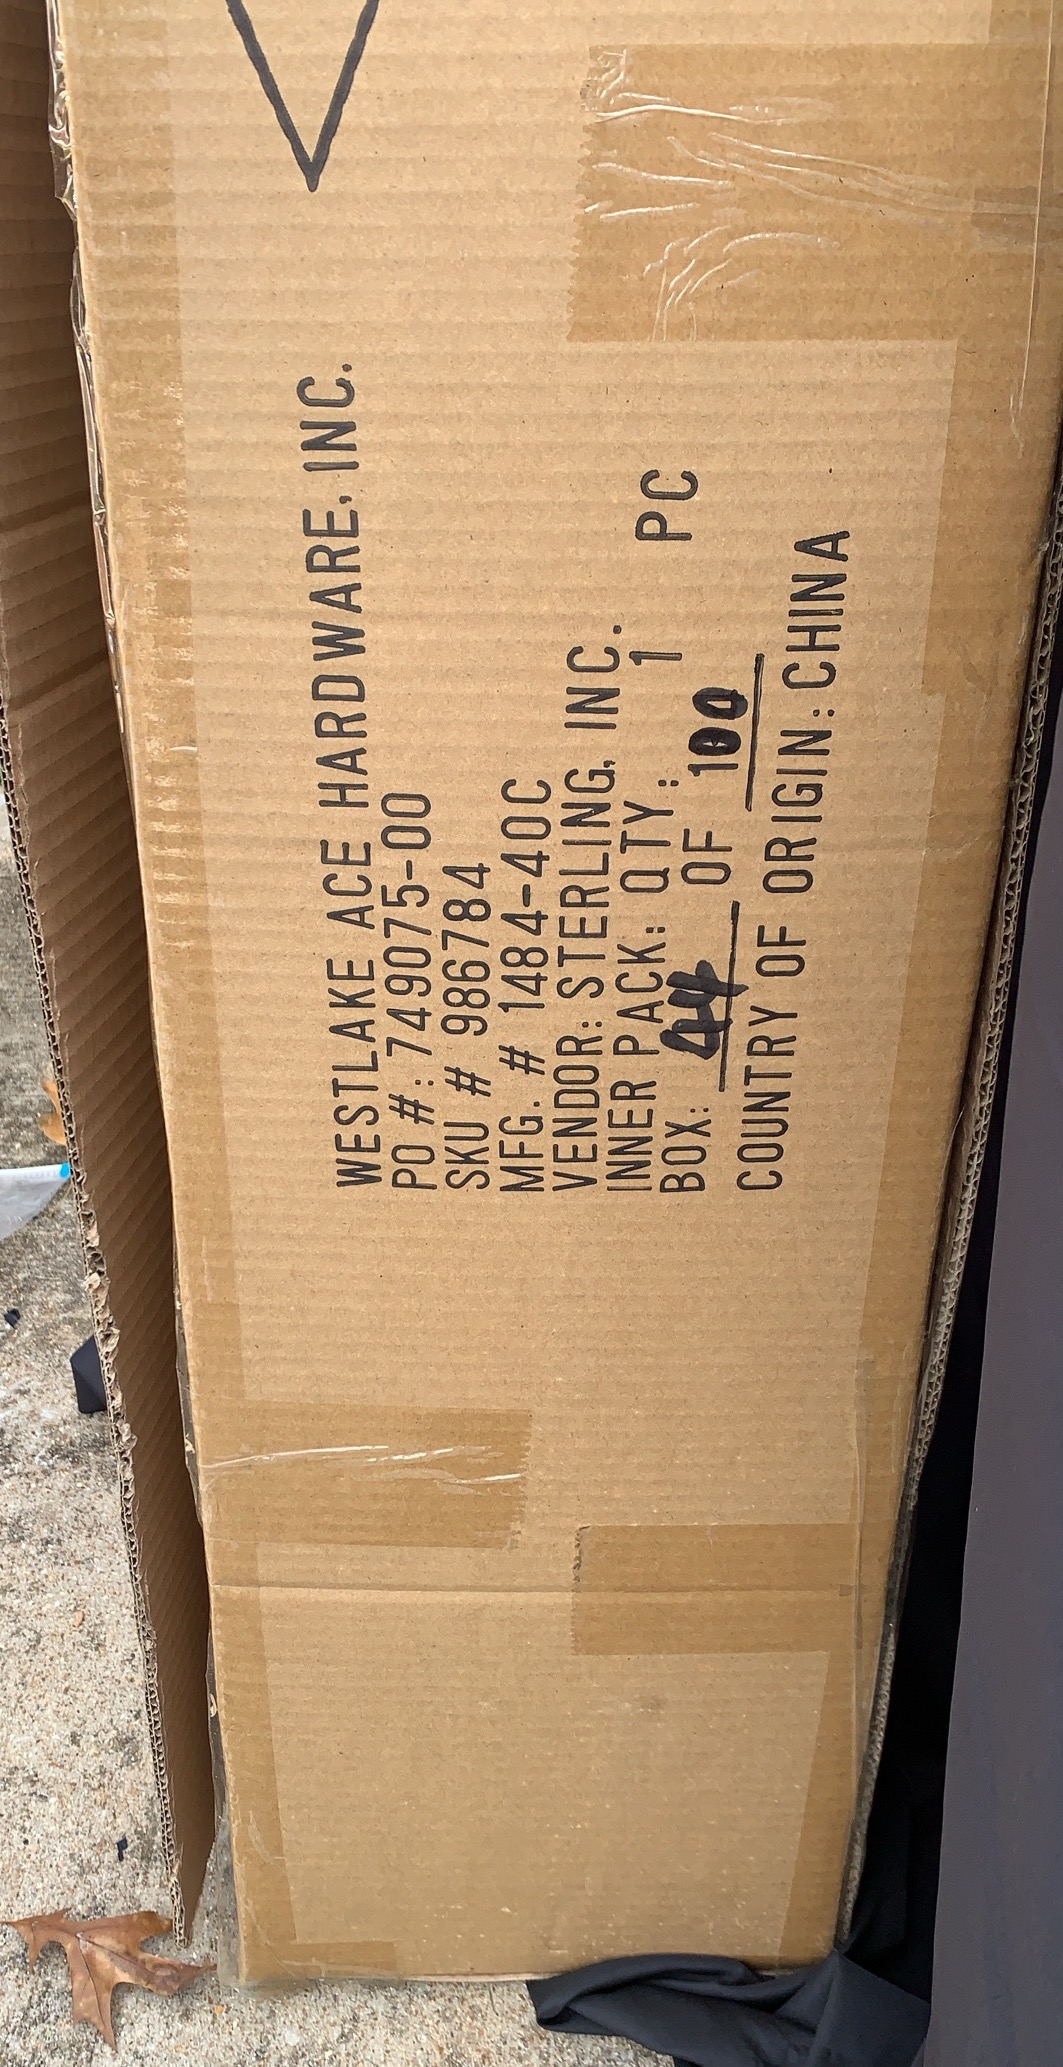 WESTLAKE ACE HARDWARE, INC.
PO #: 749075-00
SKU # 986784
MFG. # 1484-40C
VENDOR: STERLING, INC.
INNER PACK: QTY: 1 PC
BOX: 44 OF 100
COUNTRY OF ORIGIN: CHINA